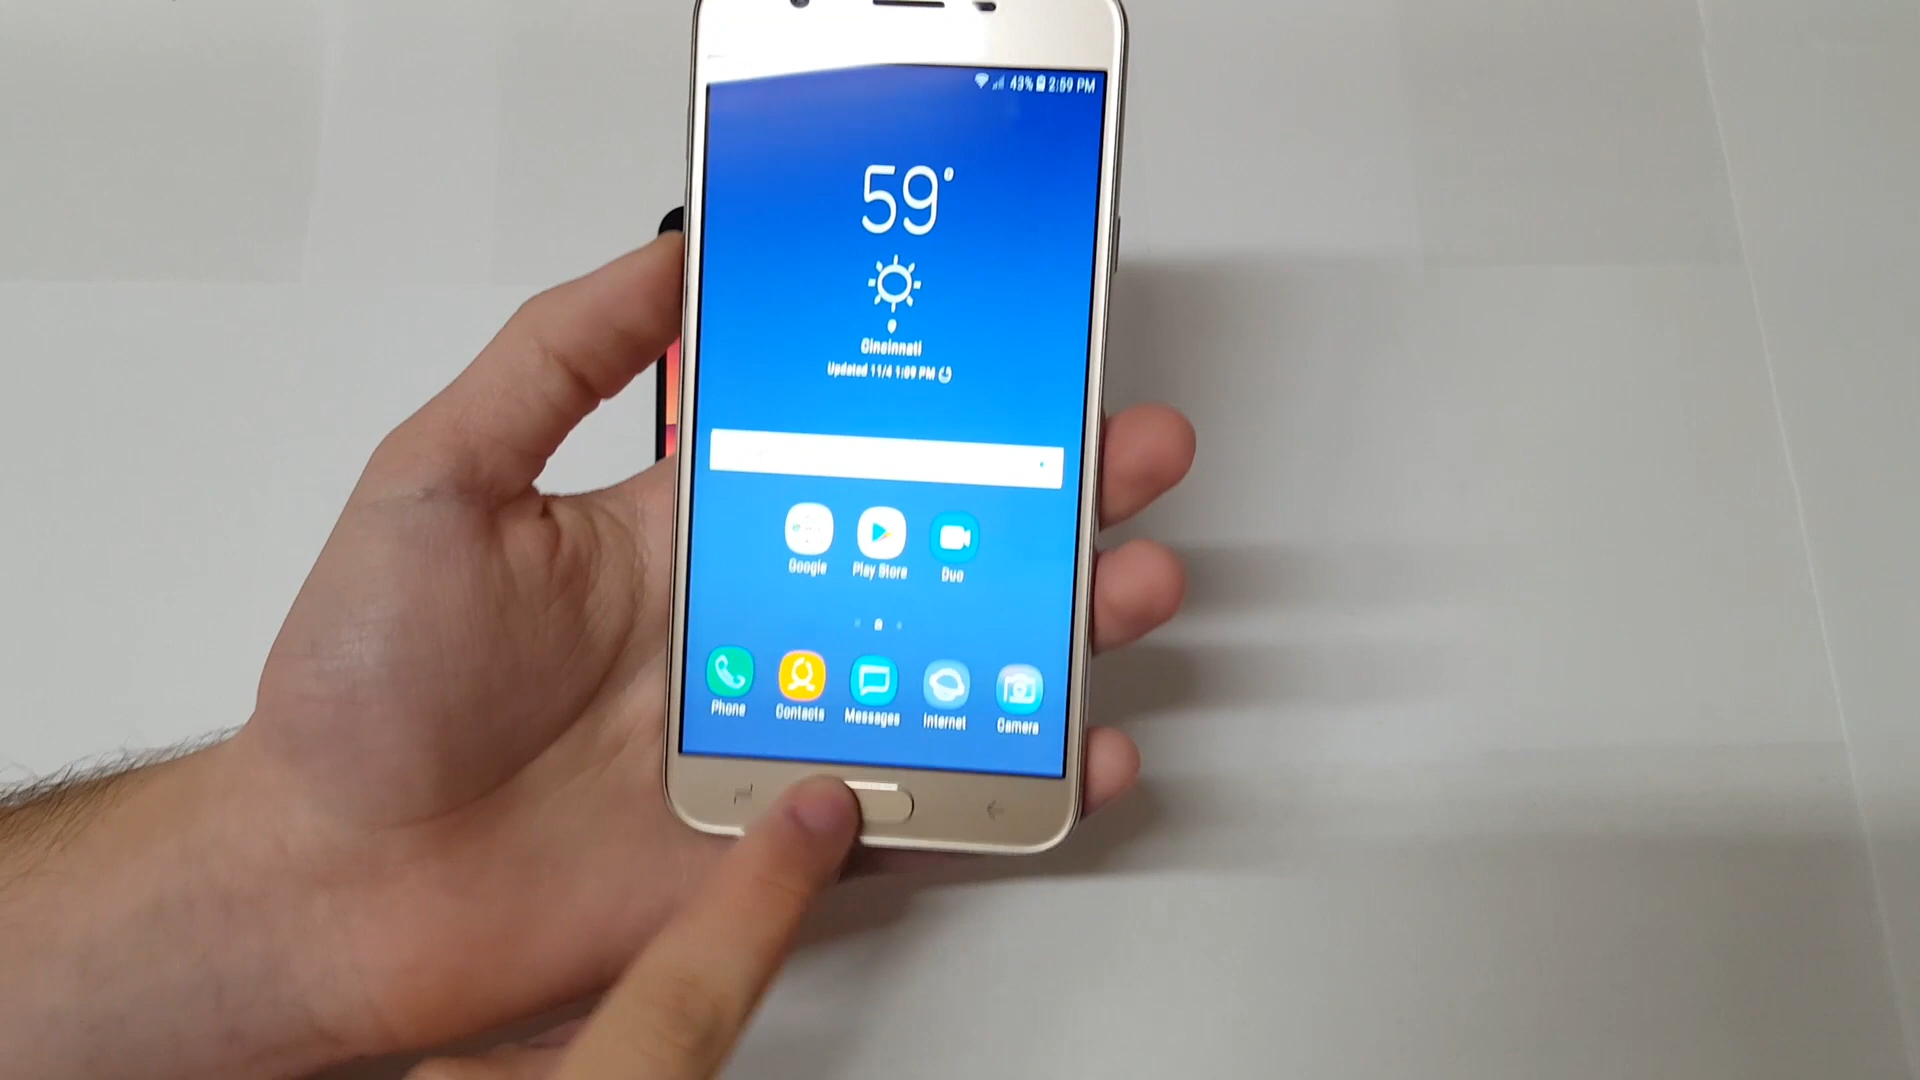 43% 2:59 PM
59°
Cincinnati
Updated 11/4 1:09 PM
Google Play Store Duo
Phone Contacts Messages Internet Camera